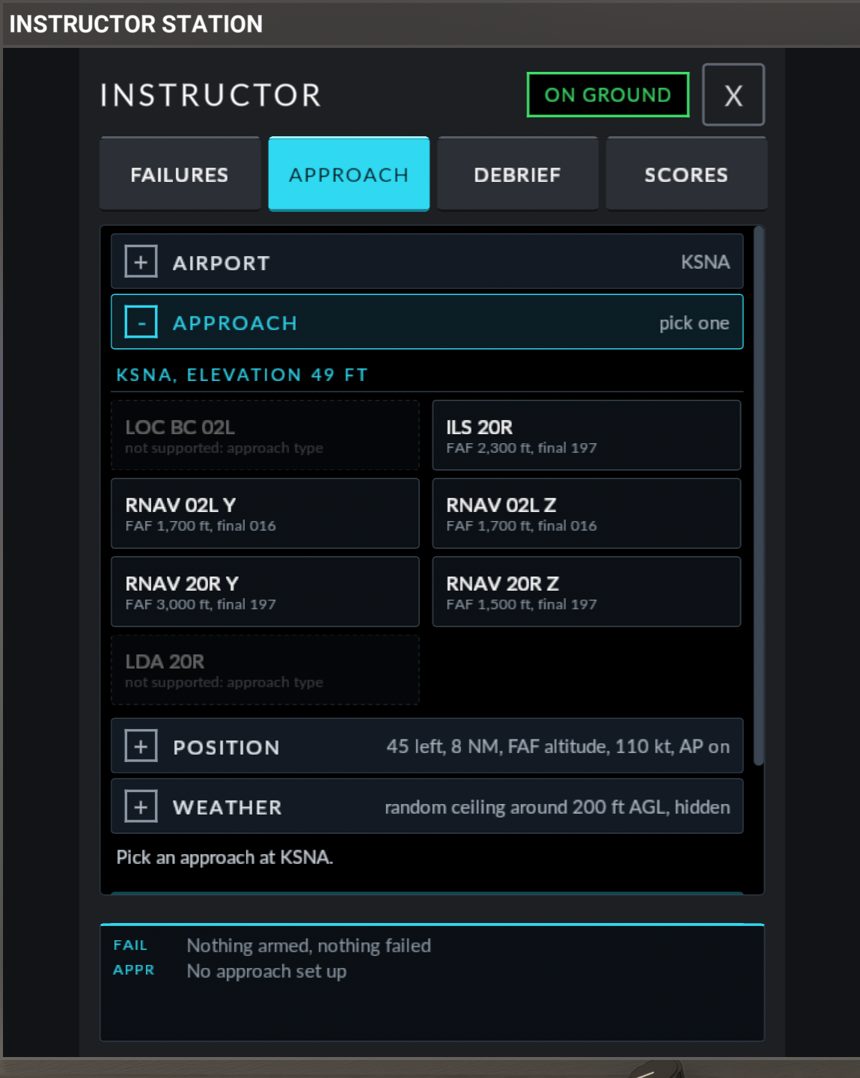 INSTRUCTOR STATION
INSTRUCTOR
ON GROUND
X
FAILURES
APPROACH
DEBRIEF
SCORES
+ AIRPORT KSNA
- APPROACH pick one
KSNA, ELEVATION 49 FT
LOC BC 02L
not supported: approach type
ILS 20R
FAF 2,300 ft, final 197
RNAV 02L Y
FAF 1,700 ft, final 016
RNAV 02L Z
FAF 1,700 ft, final 016
RNAV 20R Y
FAF 3,000 ft, final 197
RNAV 20R Z
FAF 1,500 ft, final 197
LDA 20R
not supported: approach type
+ POSITION 45 left, 8 NM, FAF altitude, 110 kt, AP on
+ WEATHER random ceiling around 200 ft AGL, hidden
Pick an approach at KSNA.
FAIL Nothing armed, nothing failed
APPR No approach set up